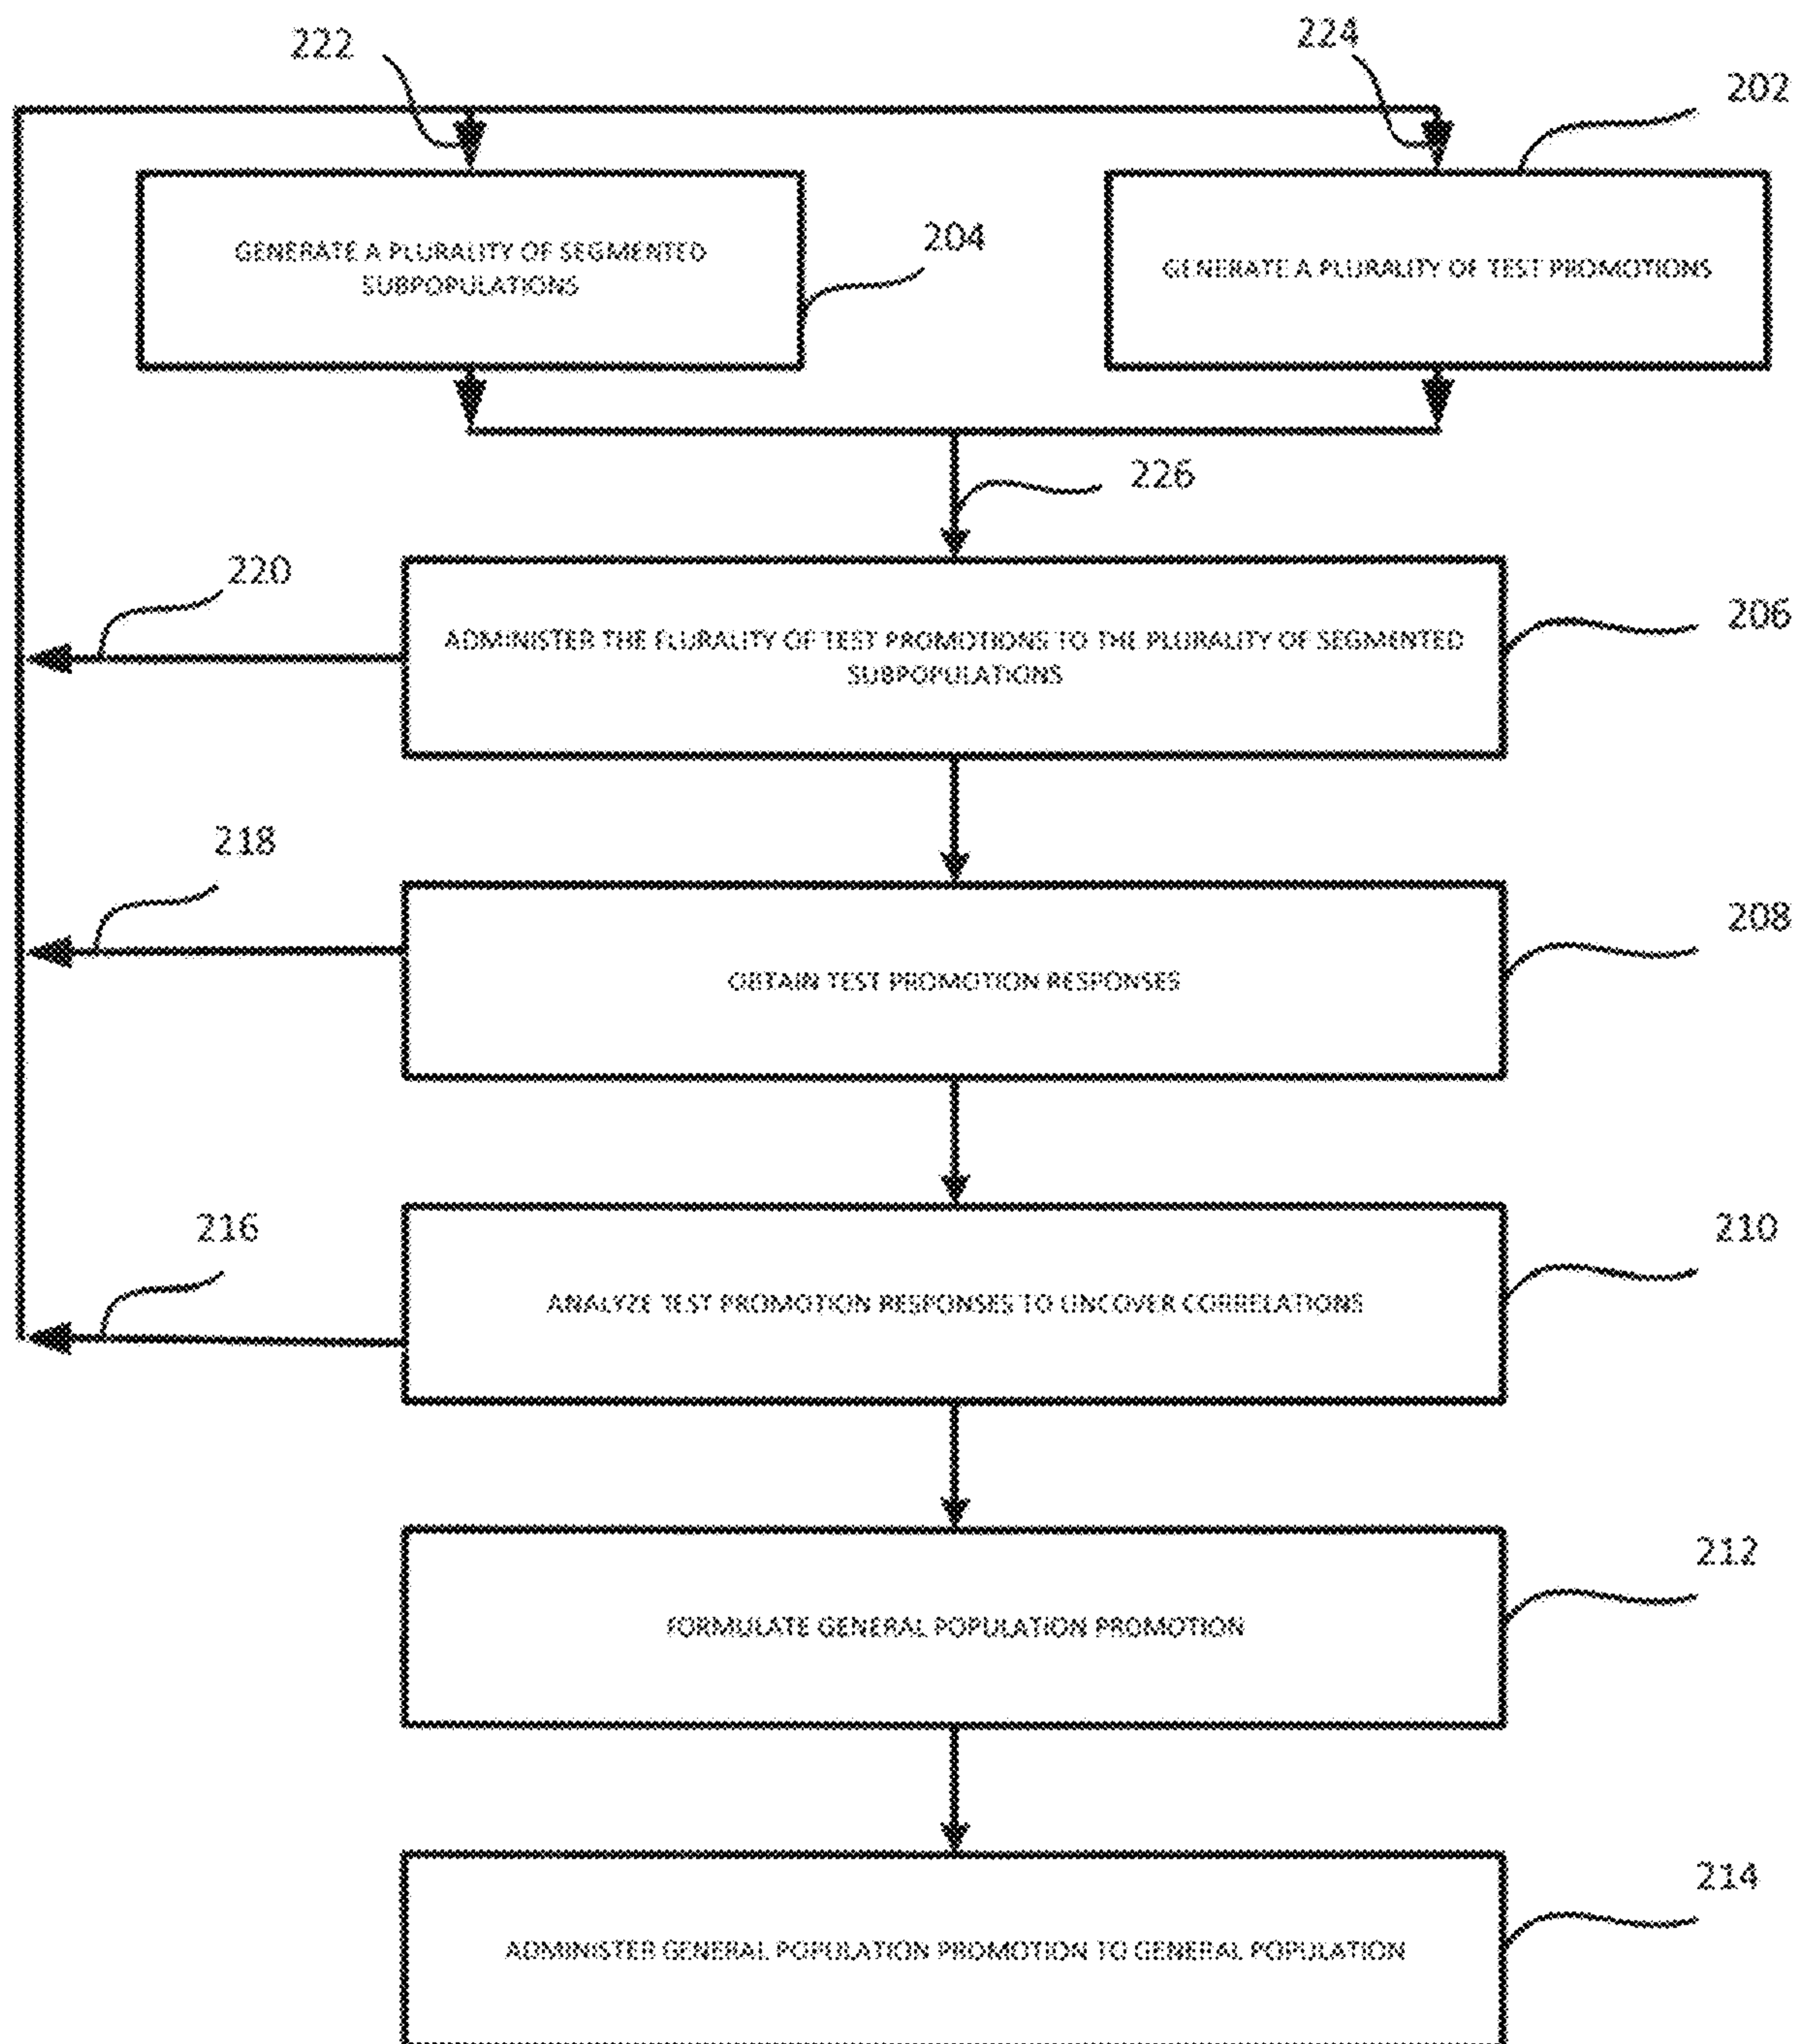 222
224
202
GENERATE A PLURALITY OF SEGMENTED
SUBPOPULATIONS
204
GENERATE A PLURALITY OF TEST PROMOTIONS
226
220
206
ADMINISTER THE PLURALITY OF TEST PROMOTIONS TO THE PLURALITY OF SEGMENTED
SUBPOPULATIONS
218
208
OBTAIN TEST PROMOTION RESPONSES
216
210
ANALYZE TEST PROMOTION RESPONSES TO UNCOVER CORRELATIONS
212
FORMULATE GENERAL POPULATION PROMOTION
214
ADMINISTER GENERAL POPULATION PROMOTION TO GENERAL POPULATION